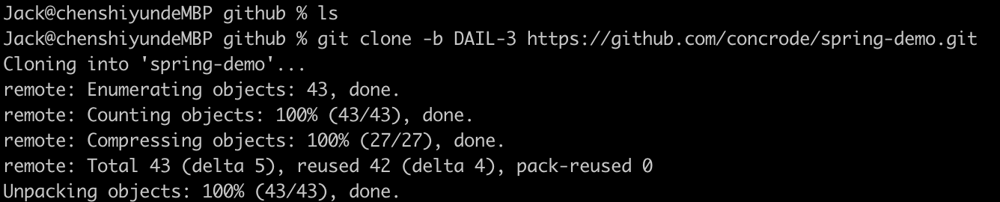 Jack@chenshiyundeMBP github % ls
Jack@chenshiyundeMBP github % git clone -b DAIL-3 https://github.com/concrode/spring-demo.git
Cloning into 'spring-demo'...
remote: Enumerating objects: 43, done.
remote: Counting objects: 100% (43/43), done.
remote: Compressing objects: 100% (27/27), done.
remote: Total 43 (delta 5), reused 42 (delta 4), pack-reused 0
Unpacking objects: 100% (43/43), done.